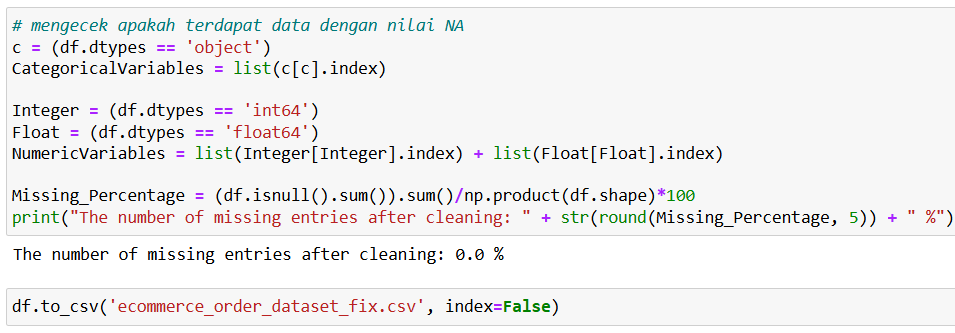 # mengecek apakah terdapat data dengan nilai NA
c = (df.dtypes == 'object')
CategoricalVariables = list(c[c].index)
Integer = (df.dtypes == 'int64')
Float = (df.dtypes == 'float64')
NumericVariables = list(Integer[Integer].index) + list(Float[Float].index)
Missing_Percentage = (df.isnull().sum()).sum()/np.product(df.shape)*100
print("The number of missing entries after cleaning: " + str(round(Missing_Percentage, 5)) + " %")
The number of missing entries after cleaning: 0.0 %
df.to_csv('ecommerce_order_dataset_fix.csv', index=False)